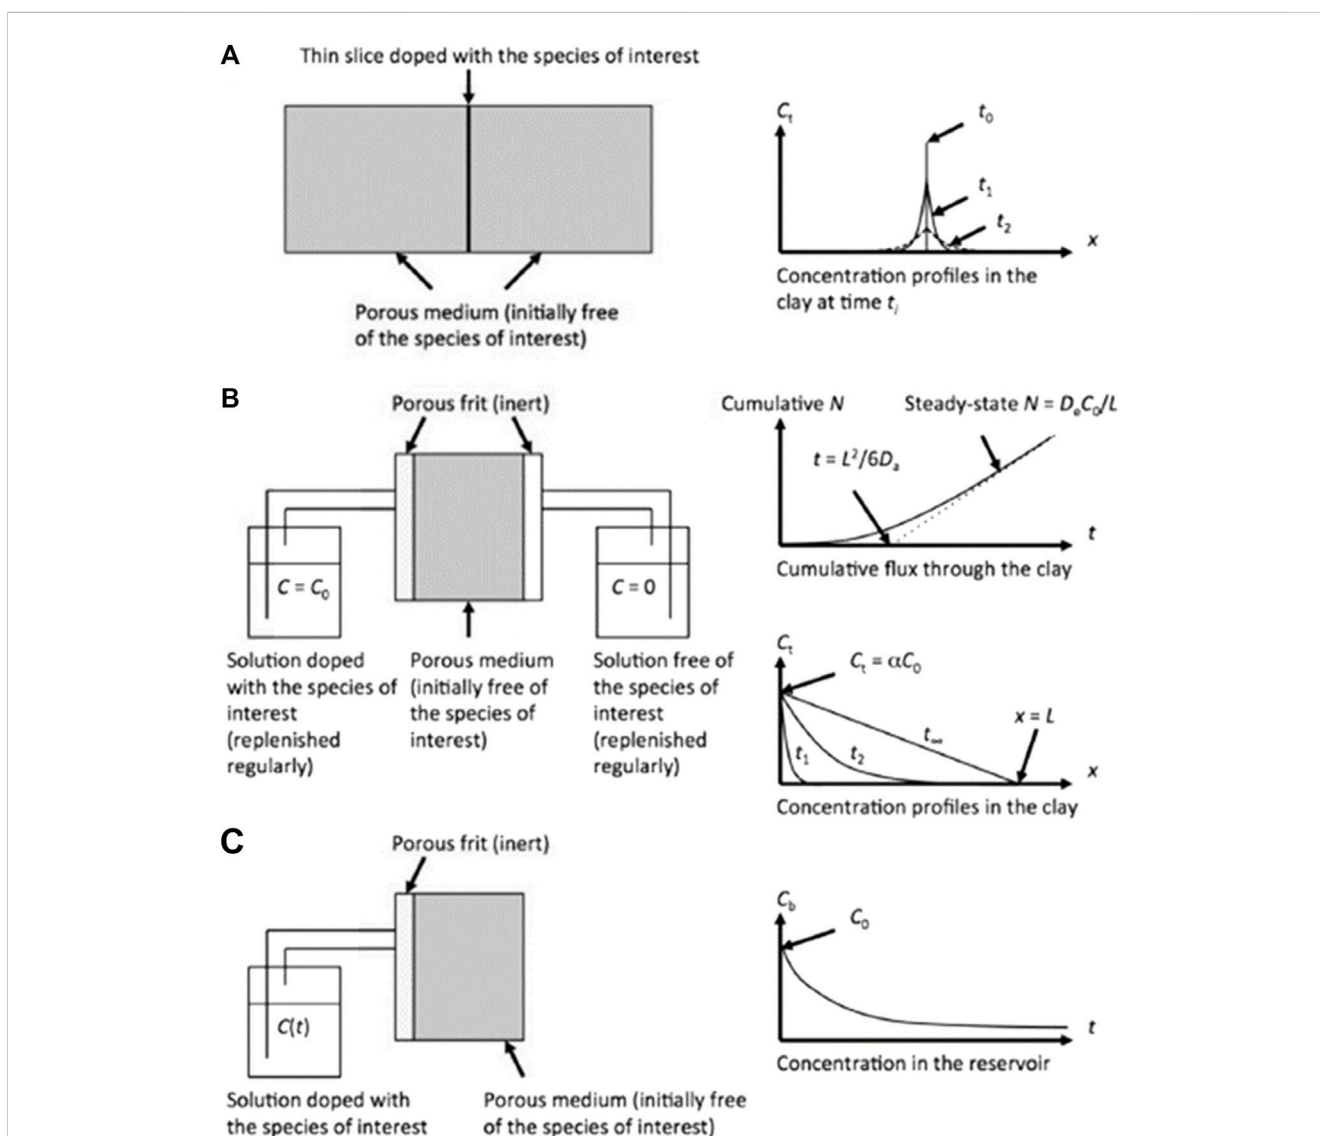 A
Thin slice doped with the species of interest
Porous medium (initially free
of the species of interest)
Cₜ
t₀
t₁
t₂
x
Concentration profiles in the
clay at time tᵢ
B
Porous frit (inert)
C = C₀
C = 0
Solution doped
with the species of
interest
(replenished
regularly)
Porous medium
(initially free of
the species of
interest)
Solution free of
the species of
interest
(replenished
regularly)
Cumulative N
Steady-state N = DₑC₀/L
t = L²/6Dₐ
t
Cumulative flux through the clay
Cₜ
Cₜ = αC₀
x = L
t₁
t₂
t∞
x
Concentration profiles in the clay
C
Porous frit (inert)
C(t)
Solution doped with
the species of interest
Porous medium (initially free
of the species of interest)
C_b
C₀
t
Concentration in the reservoir